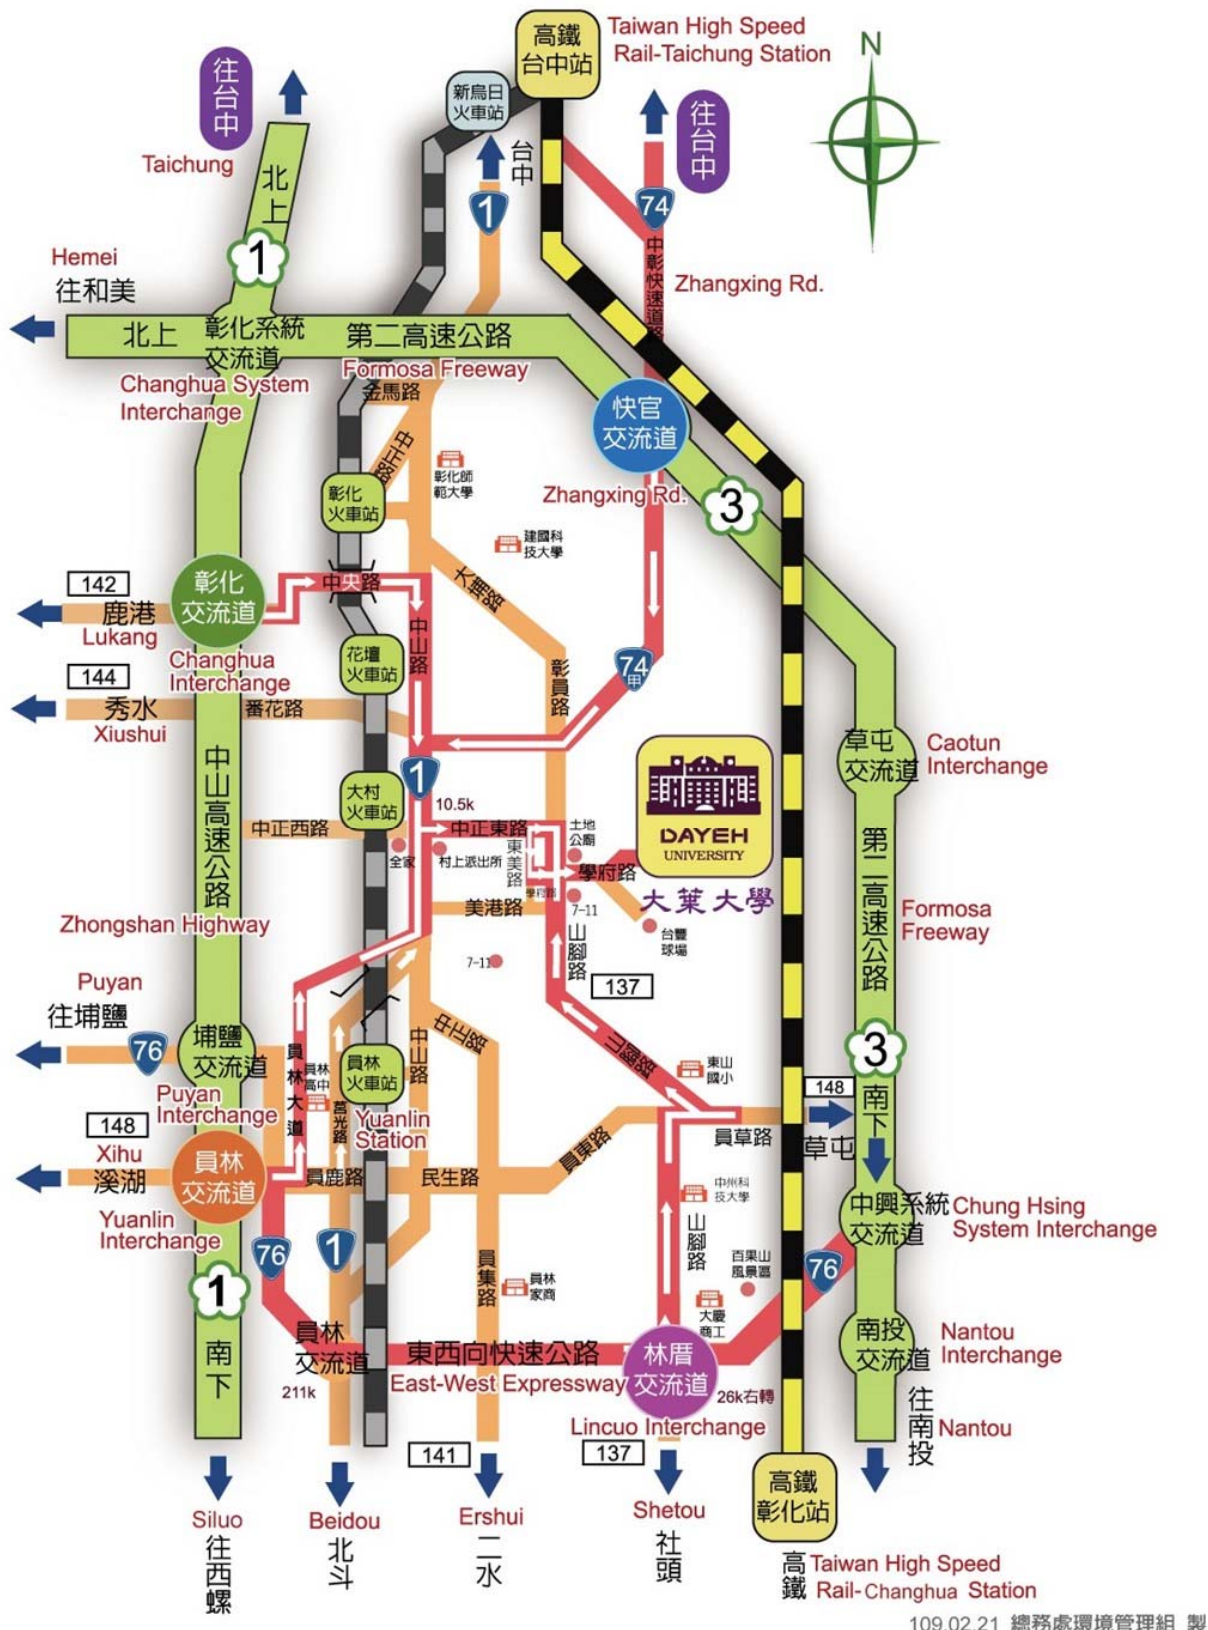 高鐵
台中站
Taiwan High Speed
Rail-Taichung Station
N
往台中
Taichung
新烏日
火車站
台中
往台中
北上
1
74
1
中彰快速道路
Zhangxing Rd.
Hemei
往和美
北上
彰化系統
交流道
第二高速公路
Changhua System
Interchange
Formosa Freeway
金馬路
中正路
快官
交流道
彰化師
範大學
彰化
火車站
Zhangxing Rd.
3
建國科
技大學
大埔路
142
鹿港
Lukang
彰化
交流道
中央路
中山路
Changhua
Interchange
花壇
火車站
彰員路
74
甲
144
秀水
Xiushui
番花路
草屯
交流道
Caotun
Interchange
中山高速公路
1
大村
火車站
10.5k
DAYEH
UNIVERSITY
大葉大學
中正西路
中正東路
土地
公廟
全家
村上派出所
東美路
學府路
學府路
第二高速公路
美港路
7-11
台豐
球場
Zhongshan Highway
Formosa
Freeway
7-11
山腳路
137
Puyan
往埔鹽
76
埔鹽
交流道
員林大道
中山路
中正路
山腳路
3
Puyan
Interchange
員林
高中
員林
火車站
東山
國小
148
南下
148
莒光路
Yuanlin
Station
員東路
員草路
草屯
Xihu
溪湖
員林
交流道
員鹿路
民生路
中州科
技大學
中興系統
交流道
Chung Hsing
System Interchange
Yuanlin
Interchange
76
1
員集路
山腳路
百果山
風景區
76
1
員林
家商
大慶
商工
南下
員林
交流道
東西向快速公路
林厝
交流道
南投
交流道
Nantou
Interchange
211k
East-West Expressway
26k右轉
Lincuo Interchange
往南投
Nantou
141
137
高鐵
彰化站
Siluo
往西螺
Beidou
北斗
Ershui
二水
Shetou
社頭
高鐵
Taiwan High Speed
Rail-Changhua Station
109.02.21 總務處環境管理組 製